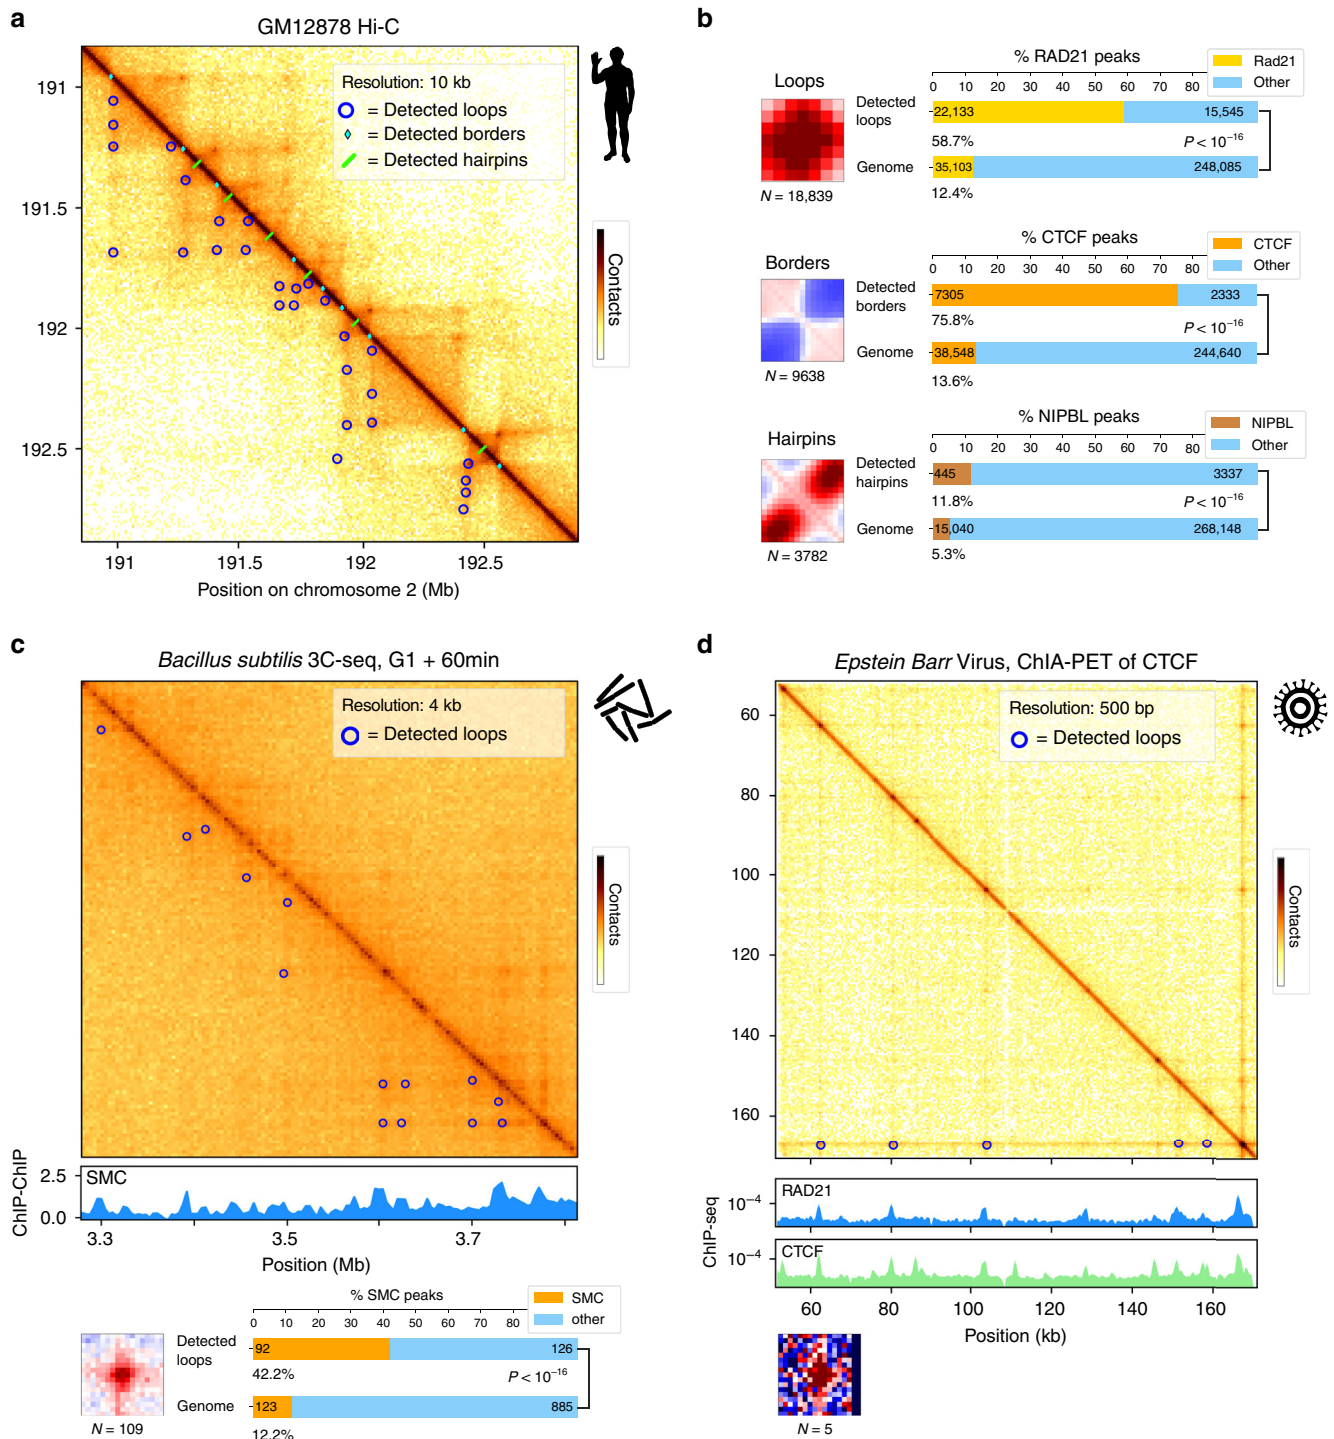 a
GM12878 Hi-C
Resolution: 10 kb
= Detected loops
= Detected borders
= Detected hairpins
191
191.5
192
192.5
191
191.5
192
192.5
Position on chromosome 2 (Mb)
Contacts
b
% RAD21 peaks
Rad21
Other
0 10 20 30 40 50 60 70 80
Loops
N = 18,839
Detected loops
22,133
15,545
58.7%
P < 10−16
Genome
35,103
248,085
12.4%
% CTCF peaks
CTCF
Other
0 10 20 30 40 50 60 70 80
Borders
N = 9638
Detected borders
7305
2333
75.8%
P < 10−16
Genome
38,548
244,640
13.6%
% NIPBL peaks
NIPBL
Other
0 10 20 30 40 50 60 70 80
Hairpins
N = 3782
Detected hairpins
445
3337
11.8%
P < 10−16
Genome
15,040
268,148
5.3%
c
Bacillus subtilis 3C-seq, G1 + 60min
Resolution: 4 kb
= Detected loops
Contacts
ChIP-ChIP
2.5
0.0
SMC
3.3
3.5
3.7
Position (Mb)
% SMC peaks
SMC
other
0 10 20 30 40 50 60 70 80
N = 109
Detected loops
92
126
42.2%
P < 10−16
Genome
123
885
12.2%
d
Epstein Barr Virus, ChIA-PET of CTCF
Resolution: 500 bp
= Detected loops
60
80
100
120
140
160
Contacts
ChIP-seq
10−4
RAD21
10−4
CTCF
60
80
100
120
140
160
Position (kb)
N = 5